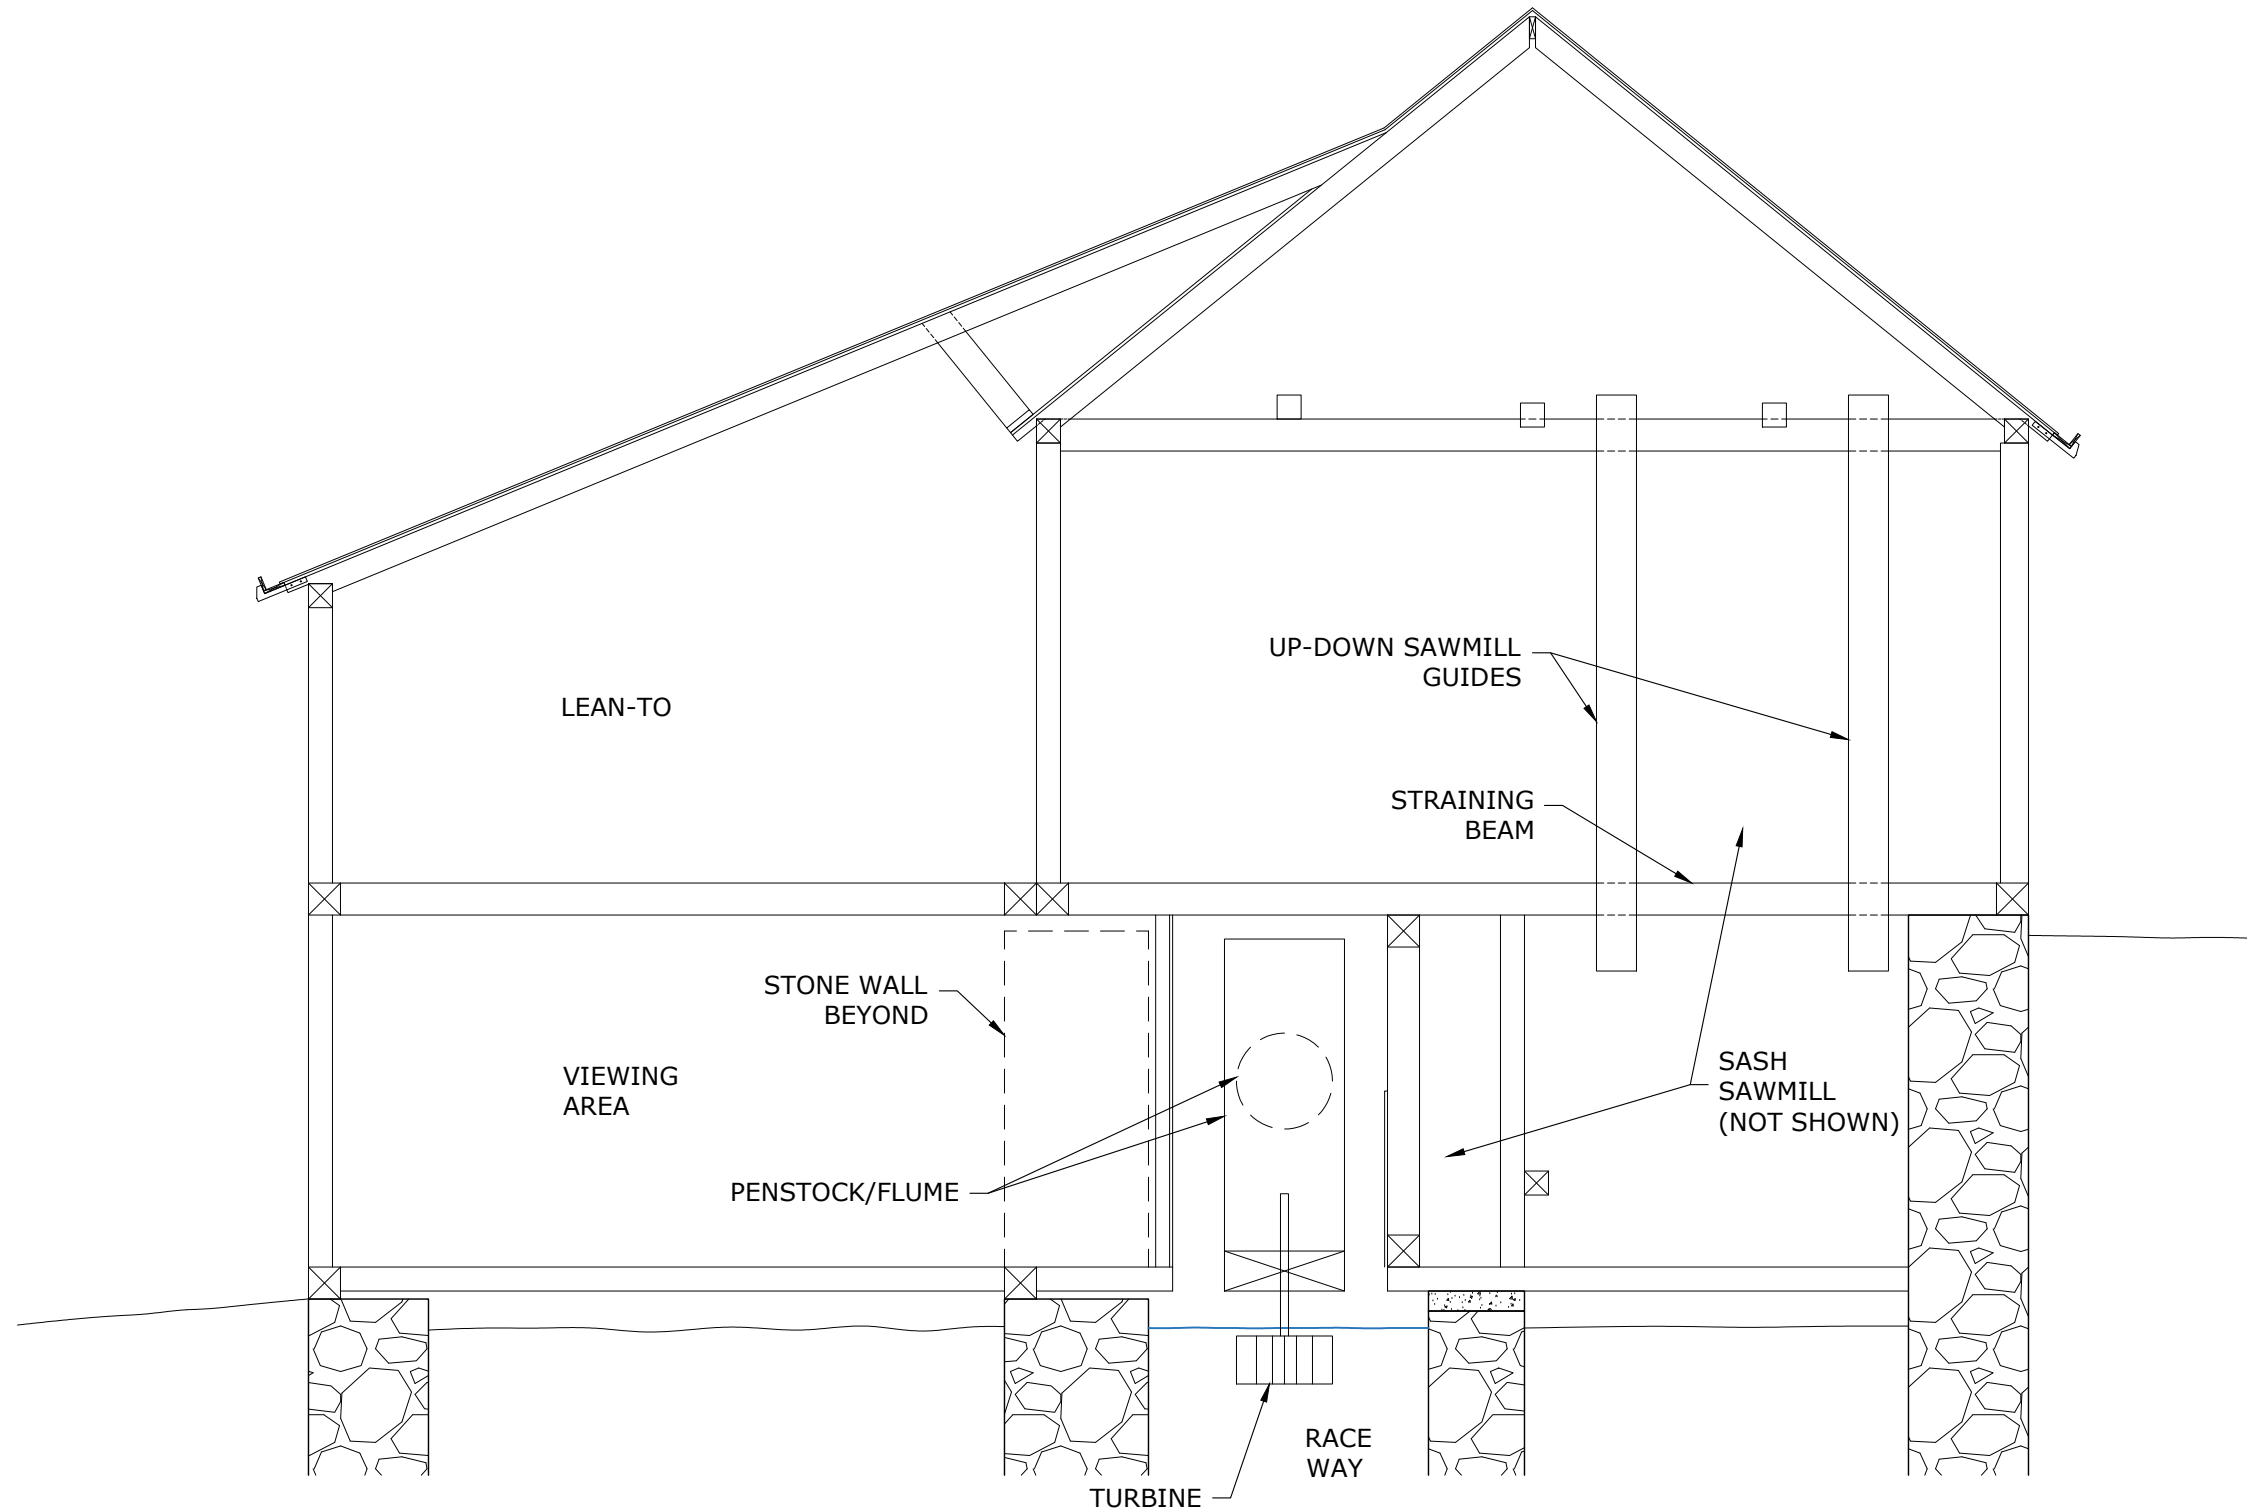 UP-DOWN SAWMILL
GUIDES
LEAN-TO
STRAINING
BEAM
STONE WALL
BEYOND
VIEWING
AREA
SASH
SAWMILL
(NOT SHOWN)
PENSTOCK/FLUME
RACE
WAY
TURBINE